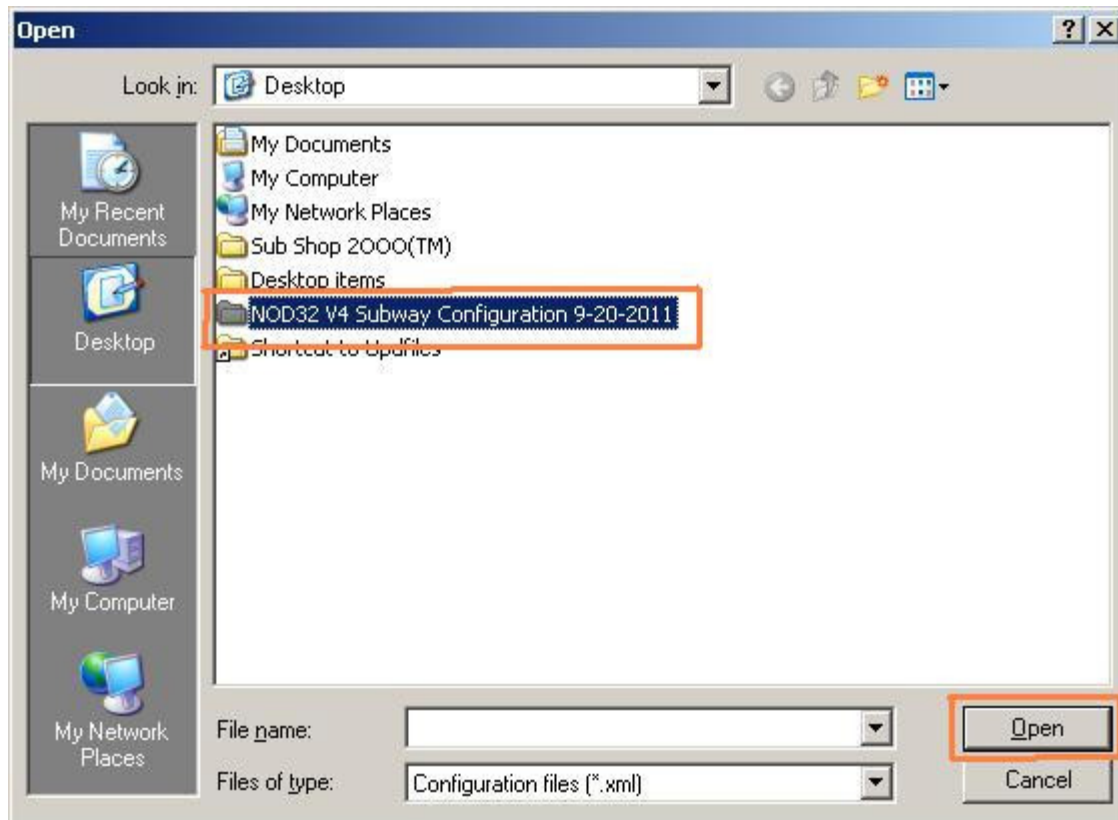 Open
Look in: Desktop
My Recent
Documents
Desktop
My Documents
My Computer
My Network
Places
My Documents
My Computer
My Network Places
Sub Shop 2000(TM)
Desktop items
NOD32 V4 Subway Configuration 9-20-2011
Shortcut to Updfiles
File name:
Open
Files of type: Configuration files (*.xml)
Cancel